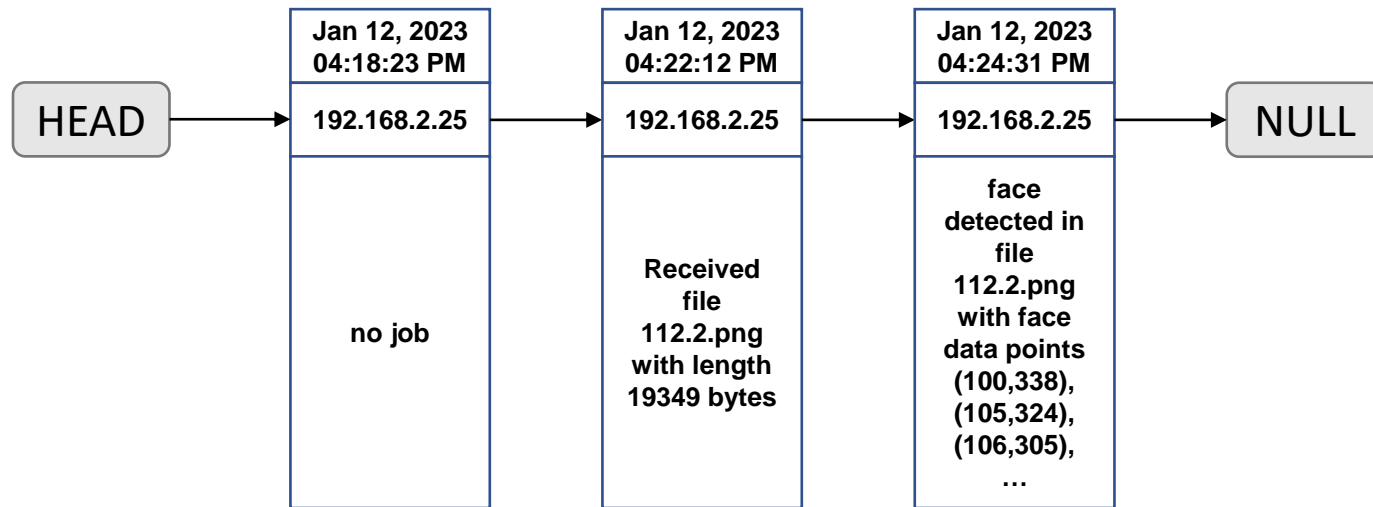 HEAD
Jan 12, 2023
04:18:23 PM
192.168.2.25
no job
Jan 12, 2023
04:22:12 PM
192.168.2.25
Received
file
112.2.png
with length
19349 bytes
Jan 12, 2023
04:24:31 PM
192.168.2.25
face
detected in
file
112.2.png
with face
data points
(100,338),
(105,324),
(106,305),
…
NULL